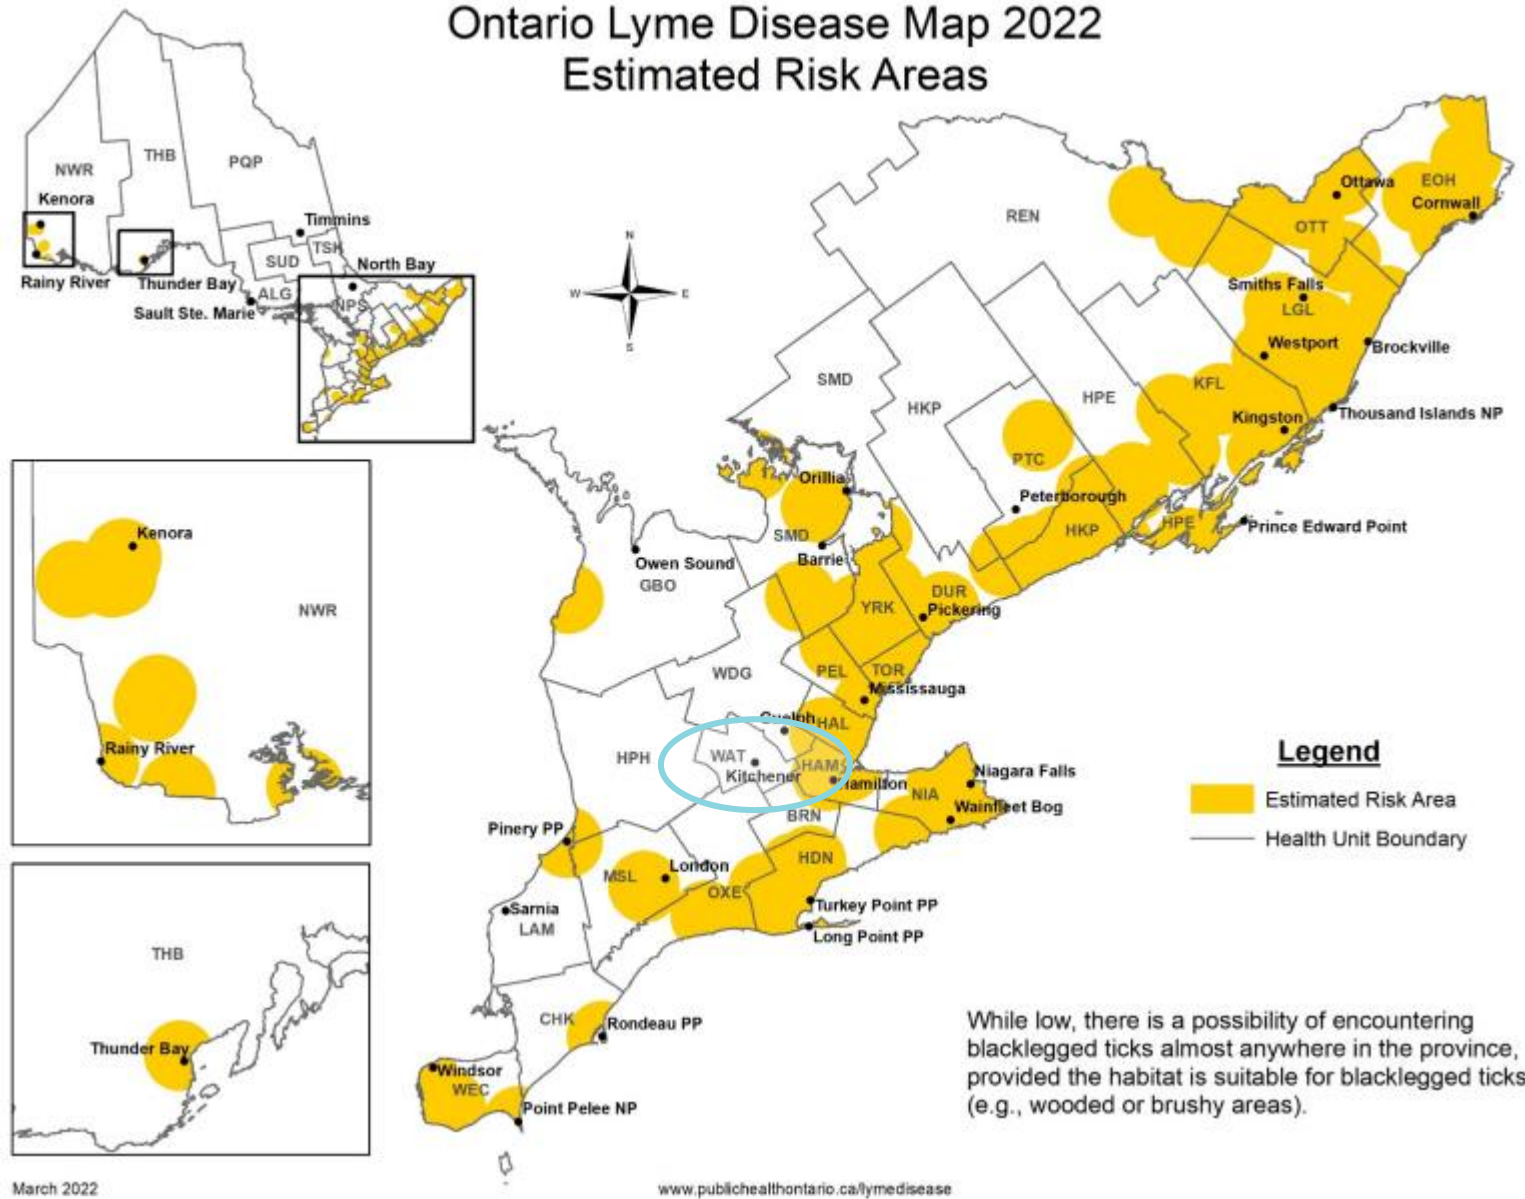 Ontario Lyme Disease Map 2022
Estimated Risk Areas
NWR
THB
PQP
Kenora
Timmins
TSK
SUD
North Bay
Rainy River
Thunder Bay
ALG
NPS
Sault Ste. Marie
REN
Ottawa
EOH
Cornwall
OTT
N
W
E
S
Smiths Falls
LGL
Westport
Brockville
SMD
HKP
HPE
KFL
Kingston
Thousand Islands NP
PTC
Orillia
Peterborough
SMD
HKP
HPE
Prince Edward Point
Barrie
Owen Sound
GBO
Kenora
NWR
Rainy River
DUR
YRK
Pickering
WDG
PEL
TOR
Mississauga
Guelph
HAL
HPH
WAT
Kitchener
HAM
Hamilton
Niagara Falls
NIA
Wainfleet Bog
BRN
Pinery PP
HDN
London
MSL
OXE
Turkey Point PP
Sarnia
LAM
Long Point PP
CHK
Rondeau PP
Windsor
WEC
Point Pelee NP
THB
Thunder Bay
Legend
Estimated Risk Area
Health Unit Boundary
While low, there is a possibility of encountering
blacklegged ticks almost anywhere in the province,
provided the habitat is suitable for blacklegged ticks
(e.g., wooded or brushy areas).
March 2022
www.publichealthontario.ca/lymedisease